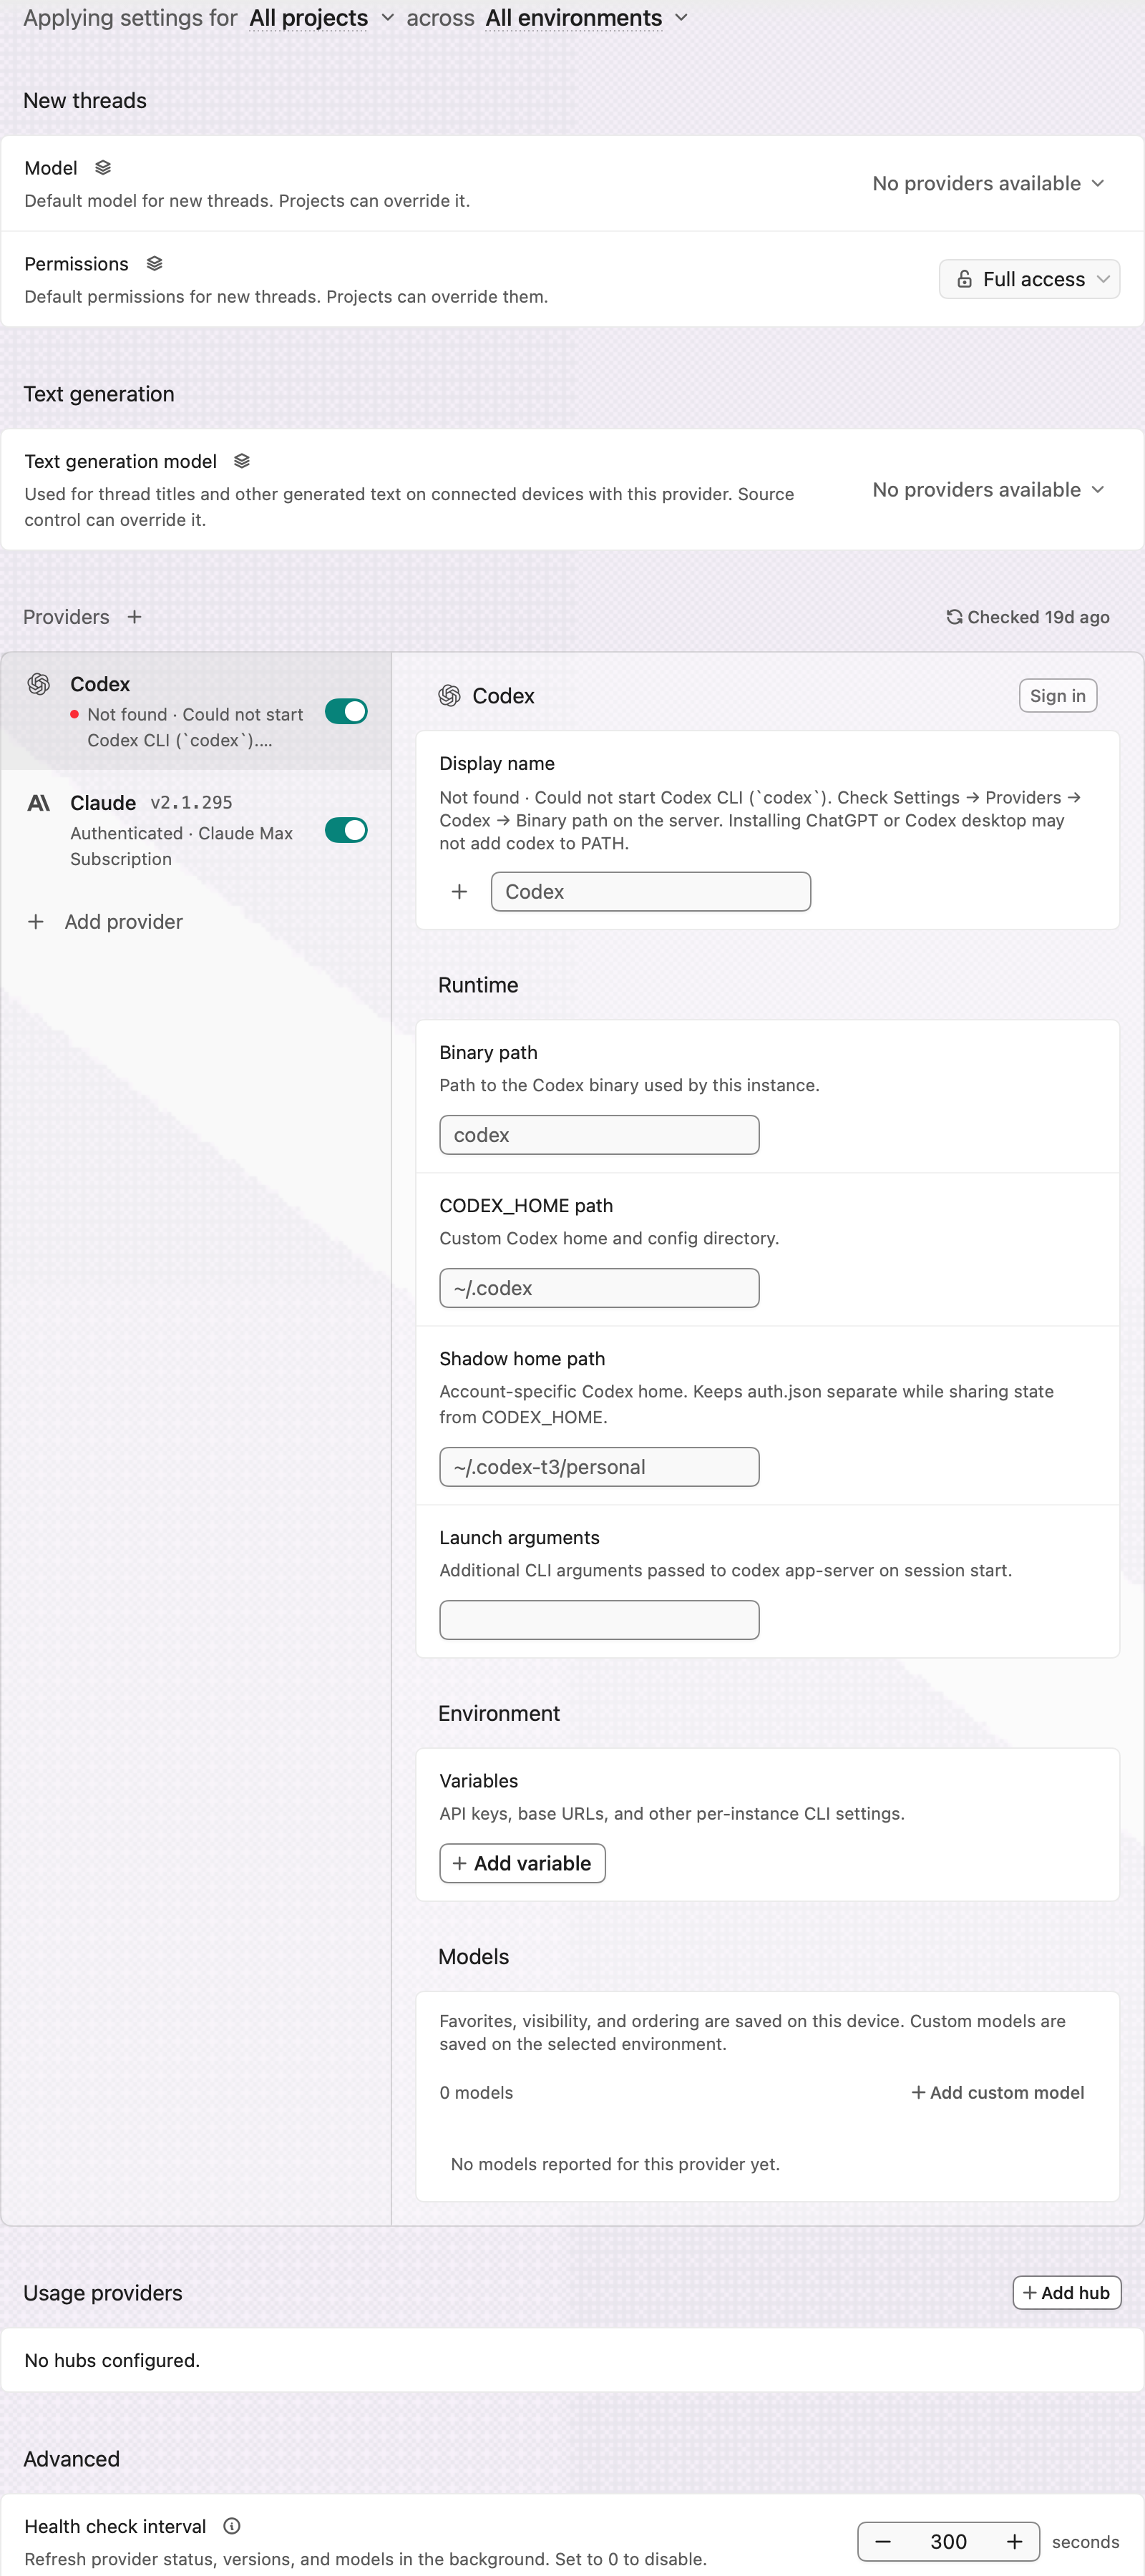 Applying settings for All projects across All environments
New threads
Model
Default model for new threads. Projects can override it.
No providers available
Permissions
Default permissions for new threads. Projects can override them.
Full access
Text generation
Text generation model
Used for thread titles and other generated text on connected devices with this provider. Source
control can override it.
No providers available
Providers
Checked 19d ago
Codex
Not found · Could not start
Codex CLI (`codex`)....
Claude v2.1.295
Authenticated · Claude Max
Subscription
Add provider
Codex
Sign in
Display name
Not found · Could not start Codex CLI (`codex`). Check Settings → Providers →
Codex → Binary path on the server. Installing ChatGPT or Codex desktop may
not add codex to PATH.
Codex
Runtime
Binary path
Path to the Codex binary used by this instance.
codex
CODEX_HOME path
Custom Codex home and config directory.
~/.codex
Shadow home path
Account-specific Codex home. Keeps auth.json separate while sharing state
from CODEX_HOME.
~/.codex-t3/personal
Launch arguments
Additional CLI arguments passed to codex app-server on session start.
Environment
Variables
API keys, base URLs, and other per-instance CLI settings.
+ Add variable
Models
Favorites, visibility, and ordering are saved on this device. Custom models are
saved on the selected environment.
0 models
+ Add custom model
No models reported for this provider yet.
Usage providers
+ Add hub
No hubs configured.
Advanced
Health check interval
Refresh provider status, versions, and models in the background. Set to 0 to disable.
− 300 + seconds